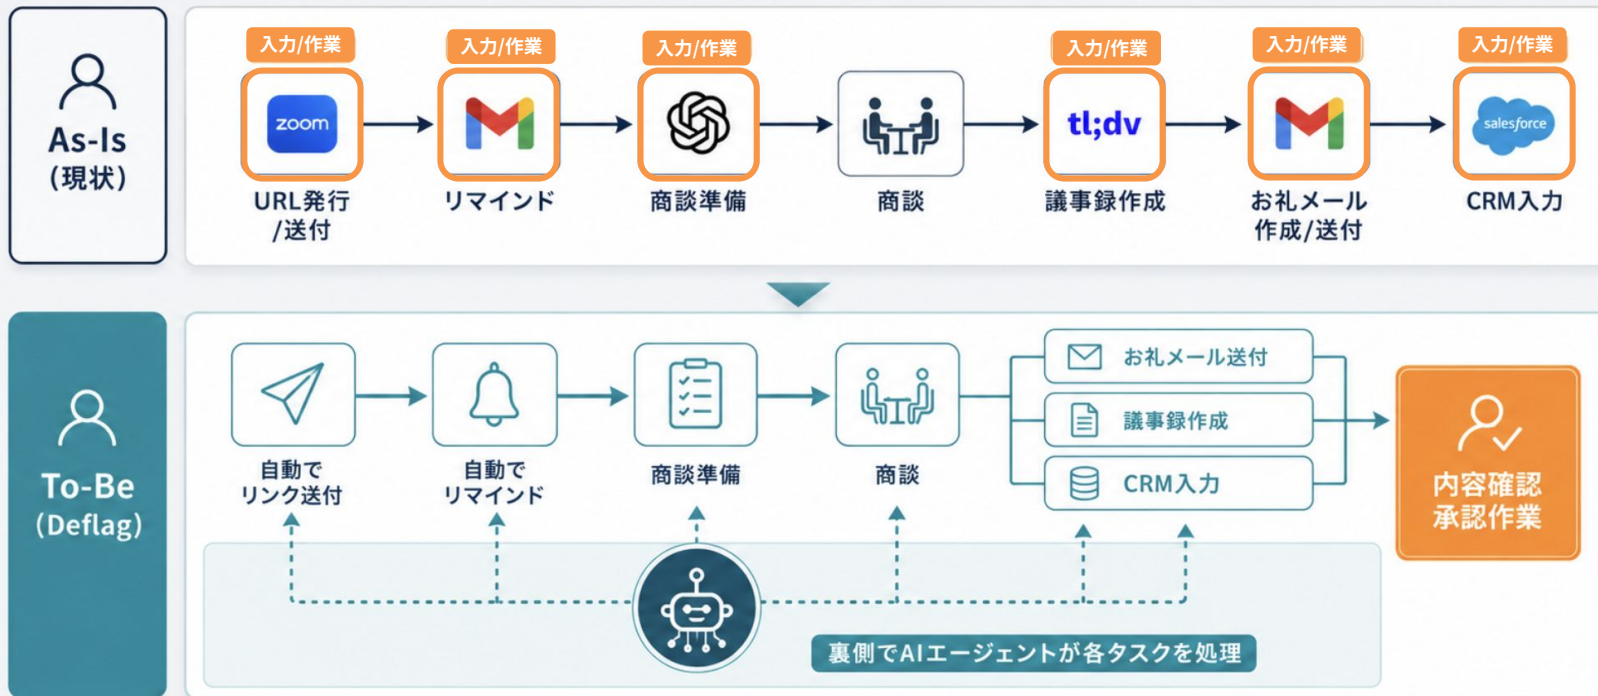 As-Is
(現状)
入力/作業
入力/作業
入力/作業
入力/作業
入力/作業
入力/作業
zoom
tl;dv
salesforce
URL発行
/送付
リマインド
商談準備
商談
議事録作成
お礼メール
作成/送付
CRM入力
To-Be
(Deflag)
自動で
リンク送付
自動で
リマインド
商談準備
商談
お礼メール送付
議事録作成
CRM入力
内容確認
承認作業
裏側でAIエージェントが各タスクを処理